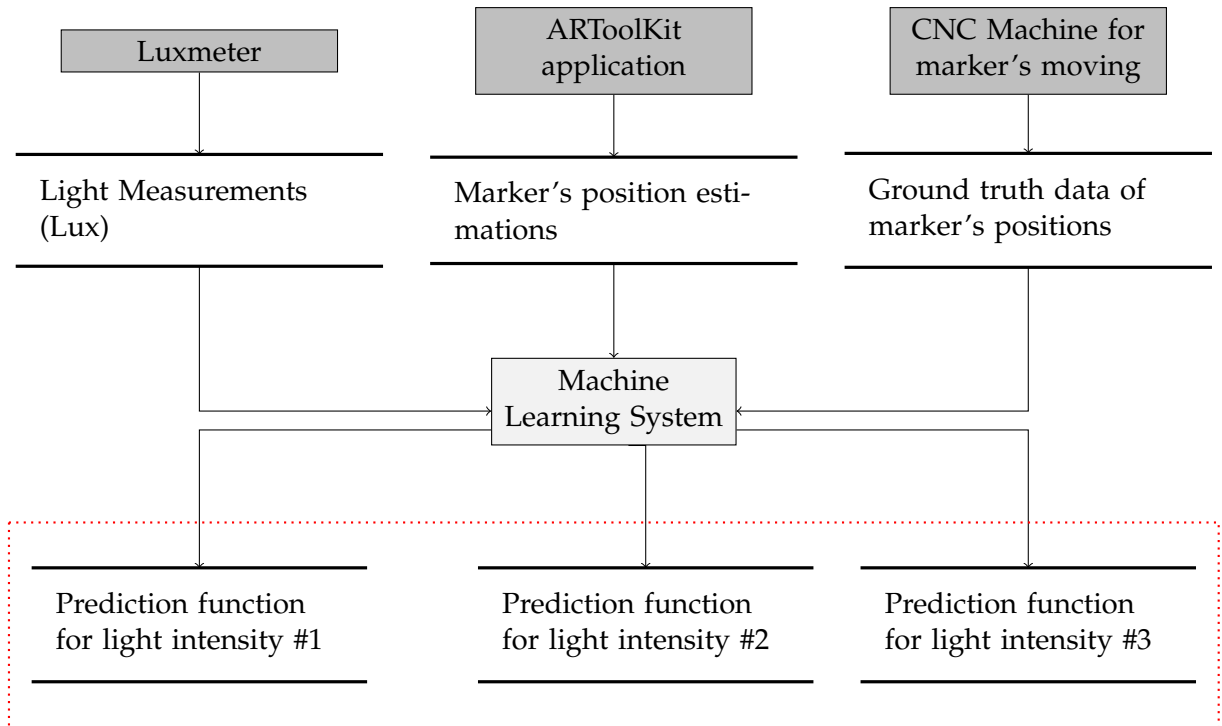 Luxmeter
ARToolKit
application
CNC Machine for
marker's moving
Light Measurements
(Lux)
Marker's position esti-
mations
Ground truth data of
marker's positions
Machine
Learning System
Prediction function
for light intensity #1
Prediction function
for light intensity #2
Prediction function
for light intensity #3